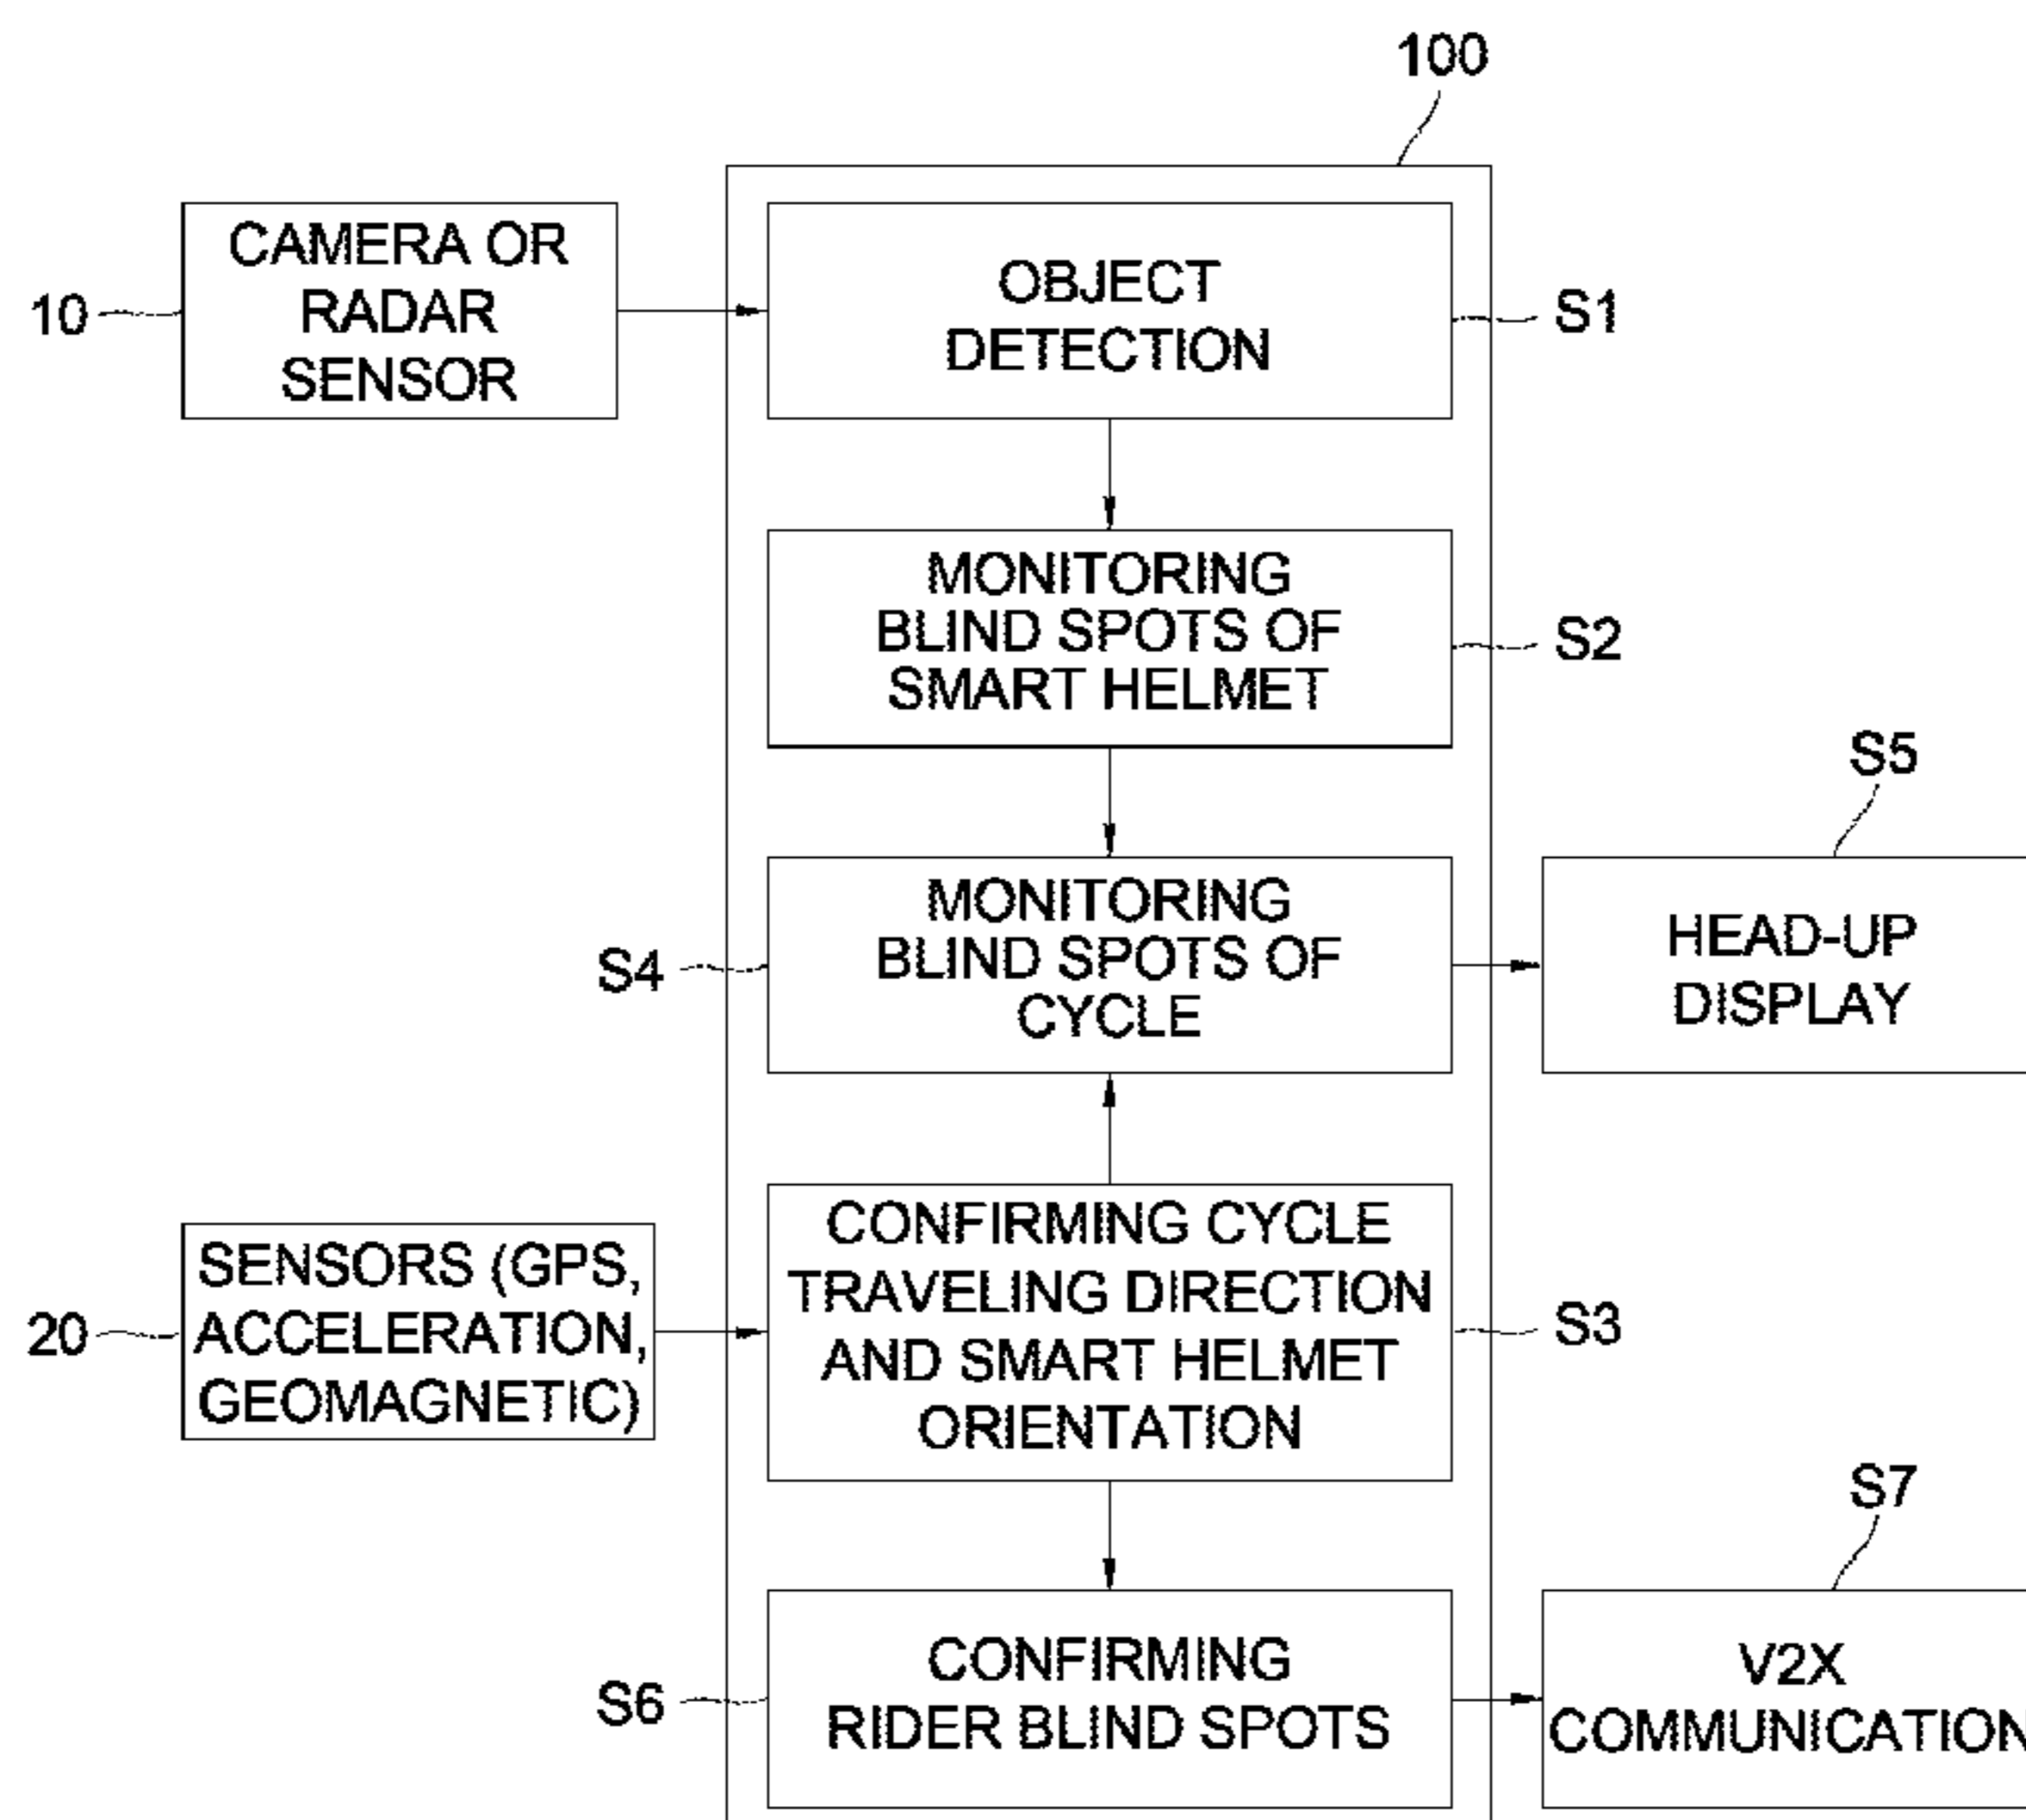 100
CAMERA OR
RADAR
SENSOR
10
OBJECT
DETECTION
S1
MONITORING
BLIND SPOTS OF
SMART HELMET
S2
S5
S4
MONITORING
BLIND SPOTS OF
CYCLE
HEAD-UP
DISPLAY
20
SENSORS (GPS,
ACCELERATION,
GEOMAGNETIC)
CONFIRMING CYCLE
TRAVELING DIRECTION
AND SMART HELMET
ORIENTATION
S3
S7
S6
CONFIRMING
RIDER BLIND SPOTS
V2X
COMMUNICATION